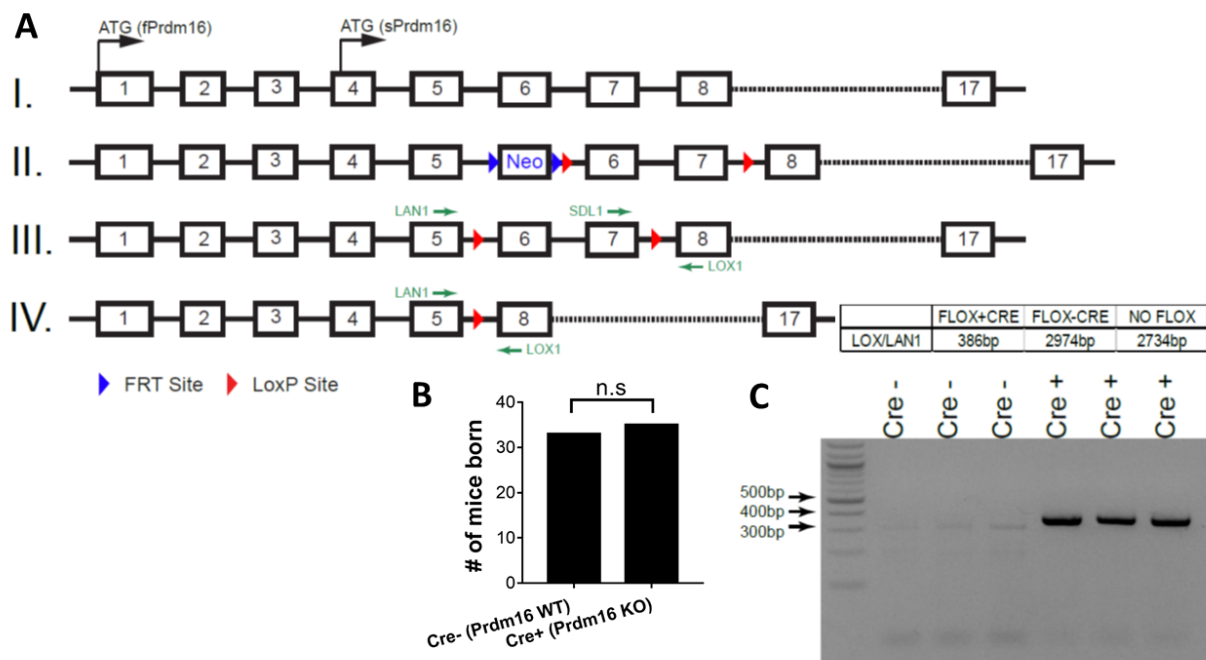 A
ATG (fPrdm16)
ATG (sPrdm16)
I.
1 2 3 4 5 6 7 8 17
II.
1 2 3 4 5 Neo 6 7 8 17
LAN1
SDL1
III.
1 2 3 4 5 6 7 8 17
LOX1
LAN1
IV.
1 2 3 4 5 8 17
LOX1
FLOX+CRE FLOX-CRE NO FLOX
LOX/LAN1 386bp 2974bp 2734bp
FRT Site LoxP Site
B
n.s
# of mice born
40
30
20
10
0
Cre- (Prdm16 WT)
Cre+ (Prdm16 KO)
C
Cre - Cre - Cre - Cre + Cre + Cre +
500bp
400bp
300bp